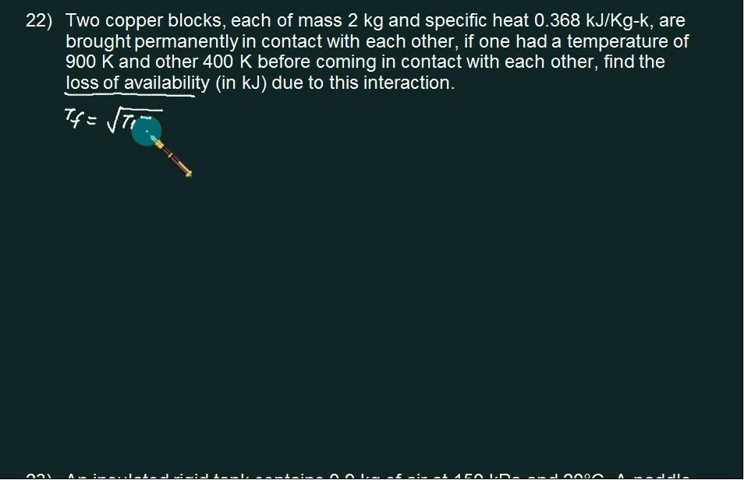 22) Two copper blocks, each of mass 2 kg and specific heat 0.368 kJ/Kg-k, are
brought permanently in contact with each other, if one had a temperature of
900 K and other 400 K before coming in contact with each other, find the
loss of availability (in kJ) due to this interaction.
Tf = √T1